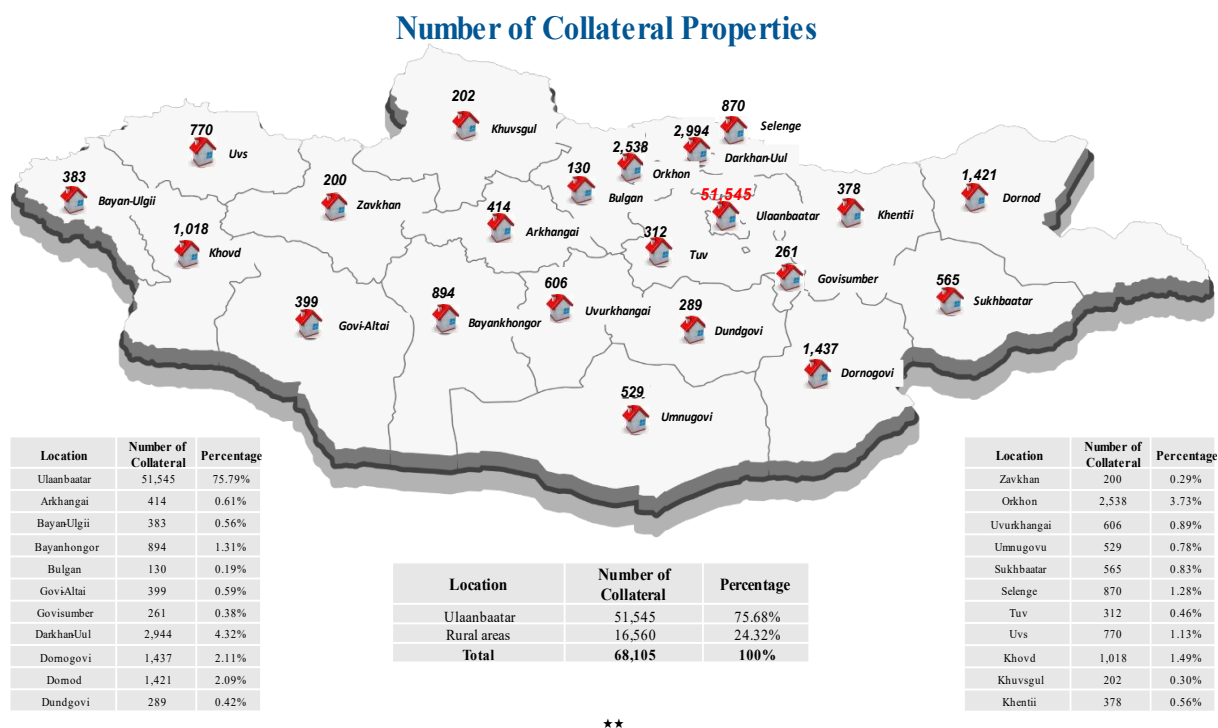 Number of Collateral Properties
870
202
Selenge
2,994
Khuvsgul
770
2,538
Darkhan-Uul
Uvs
130
Orkhon
383
200
51,545
378
1,421
Bayan-Ulgii
Zavkhan
Bulgan
Ulaanbaatar
Khentii
Dornod
414
1,018
Arkhangai
312
Khovd
Tuv
261
Govisumber
565
Sukhbaatar
606
399
894
Uvurkhangai
289
Govi-Altai
Bayankhongor
Dundgovi
1,437
Dornogovi
529
Umnugovi
Location Number of Collateral Percentage
Ulaanbaatar 51,545 75.79%
Arkhangai 414 0.61%
Bayan-Ulgii 383 0.56%
Bayanhongor 894 1.31%
Bulgan 130 0.19%
Govi-Altai 399 0.59%
Govisumber 261 0.38%
Darkhan-Uul 2,944 4.32%
Dornogovi 1,437 2.11%
Dornod 1,421 2.09%
Dundgovi 289 0.42%
Location Number of Collateral Percentage
Ulaanbaatar 51,545 75.68%
Rural areas 16,560 24.32%
Total 68,105 100%
Location Number of Collateral Percentage
Zavkhan 200 0.29%
Orkhon 2,538 3.73%
Uvurkhangai 606 0.89%
Umnugovu 529 0.78%
Sukhbaatar 565 0.83%
Selenge 870 1.28%
Tuv 312 0.46%
Uvs 770 1.13%
Khovd 1,018 1.49%
Khuvsgul 202 0.30%
Khentii 378 0.56%
★★